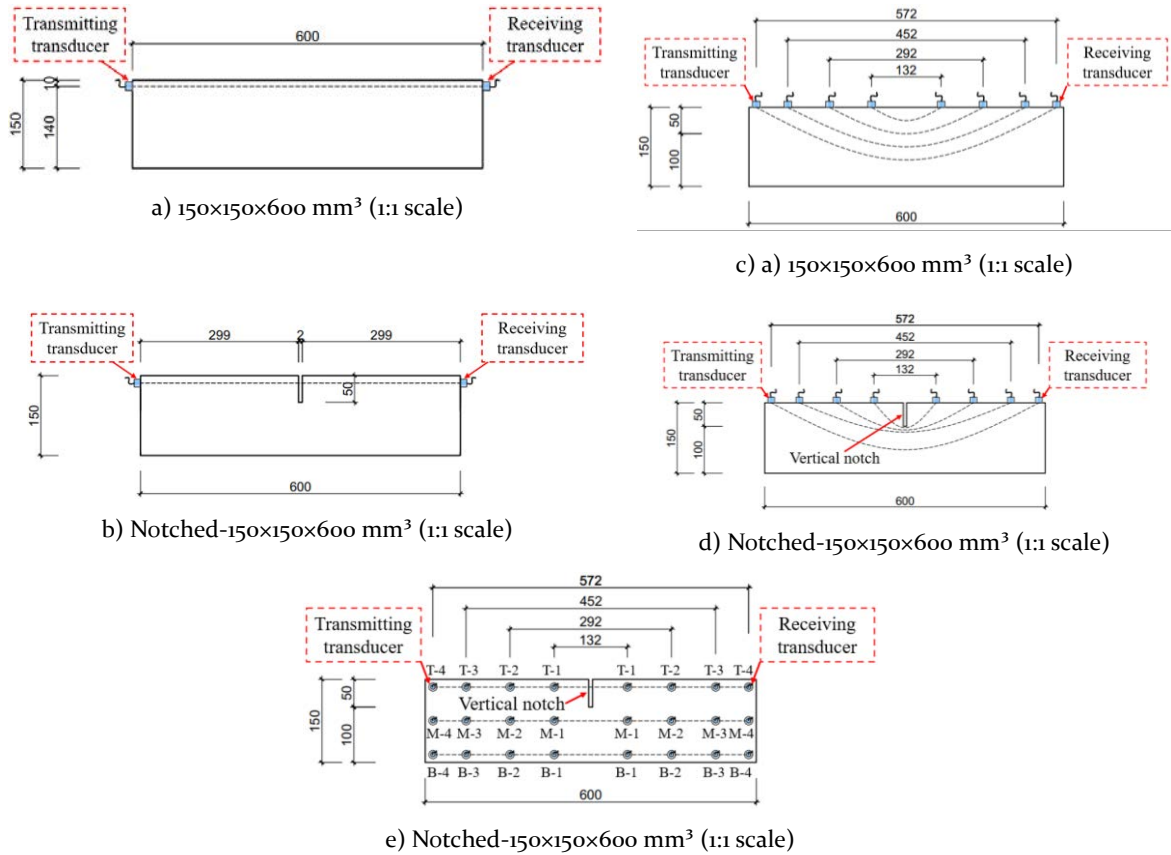 Transmitting
transducer
600
Receiving
transducer
10
150
140
a) 150×150×600 mm³ (1:1 scale)
572
452
292
132
Transmitting
transducer
Receiving
transducer
50
150
100
600
c) a) 150×150×600 mm³ (1:1 scale)
Transmitting
transducer
299
2
299
Receiving
transducer
50
150
600
b) Notched-150×150×600 mm³ (1:1 scale)
572
452
292
132
Transmitting
transducer
Receiving
transducer
50
150
100
Vertical notch
600
d) Notched-150×150×600 mm³ (1:1 scale)
572
452
292
132
Transmitting
transducer
Receiving
transducer
T-4 T-3 T-2 T-1 T-1 T-2 T-3 T-4
50
Vertical notch
150
100
M-4 M-3 M-2 M-1 M-1 M-2 M-3 M-4
B-4 B-3 B-2 B-1 B-1 B-2 B-3 B-4
600
e) Notched-150×150×600 mm³ (1:1 scale)